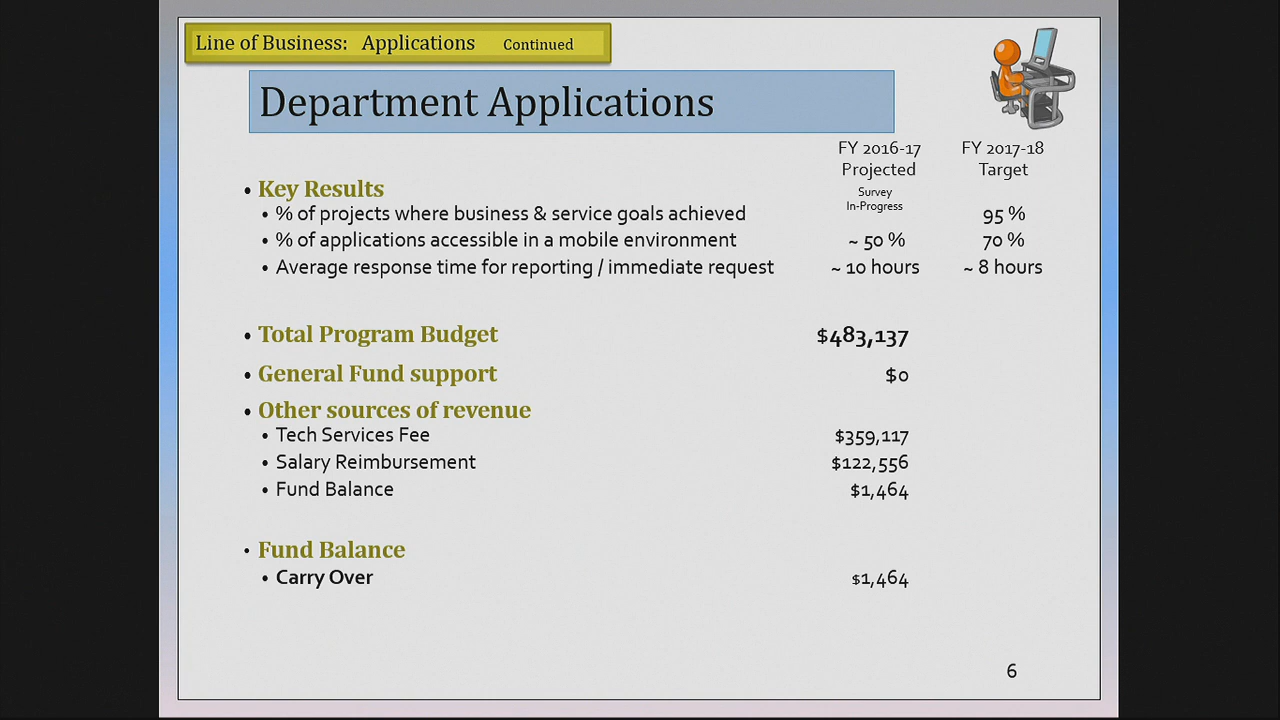 Line of Business: Applications Continued
Department Applications
FY 2016-17 FY 2017-18
Projected Target
• Key Results
Survey
In-Progress
• % of projects where business & service goals achieved 95 %
• % of applications accessible in a mobile environment ~ 50 % 70 %
• Average response time for reporting / immediate request ~ 10 hours ~ 8 hours
• Total Program Budget $483,137
• General Fund support $0
• Other sources of revenue
• Tech Services Fee $359,117
• Salary Reimbursement $122,556
• Fund Balance $1,464
• Fund Balance
• Carry Over $1,464
6